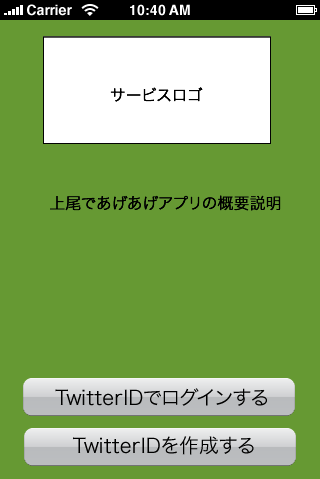 Carrier 10:40 AM
サービスロゴ
上尾であげあげアプリの概要説明
TwitterIDでログインする
TwitterIDを作成する